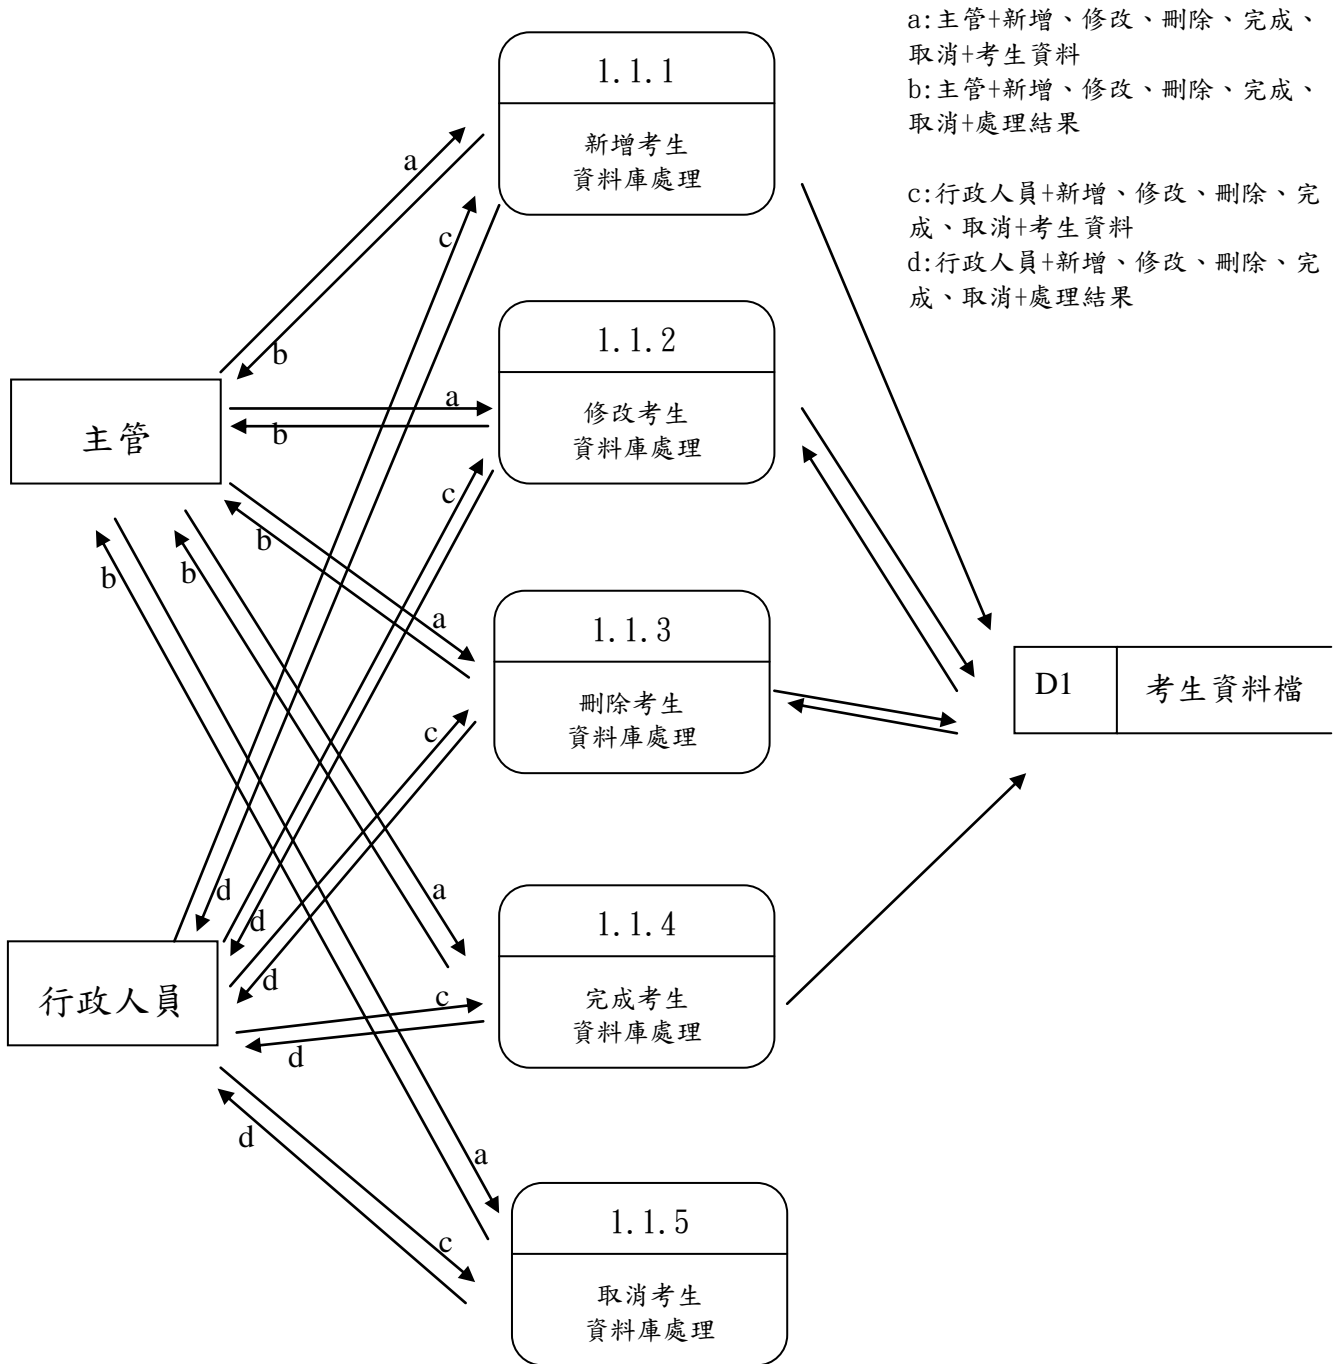 a:主管+新增、修改、刪除、完成、
取消+考生資料
b:主管+新增、修改、刪除、完成、
取消+處理結果
c:行政人員+新增、修改、刪除、完
成、取消+考生資料
d:行政人員+新增、修改、刪除、完
成、取消+處理結果
1.1.1
新增考生
資料庫處理
a
c
b
1.1.2
修改考生
資料庫處理
a
b
主管
c
b
b
b
a
1.1.3
刪除考生
資料庫處理
c
D1
考生資料檔
d
a
d
1.1.4
完成考生
資料庫處理
行政人員
d
c
d
d
a
c
1.1.5
取消考生
資料庫處理